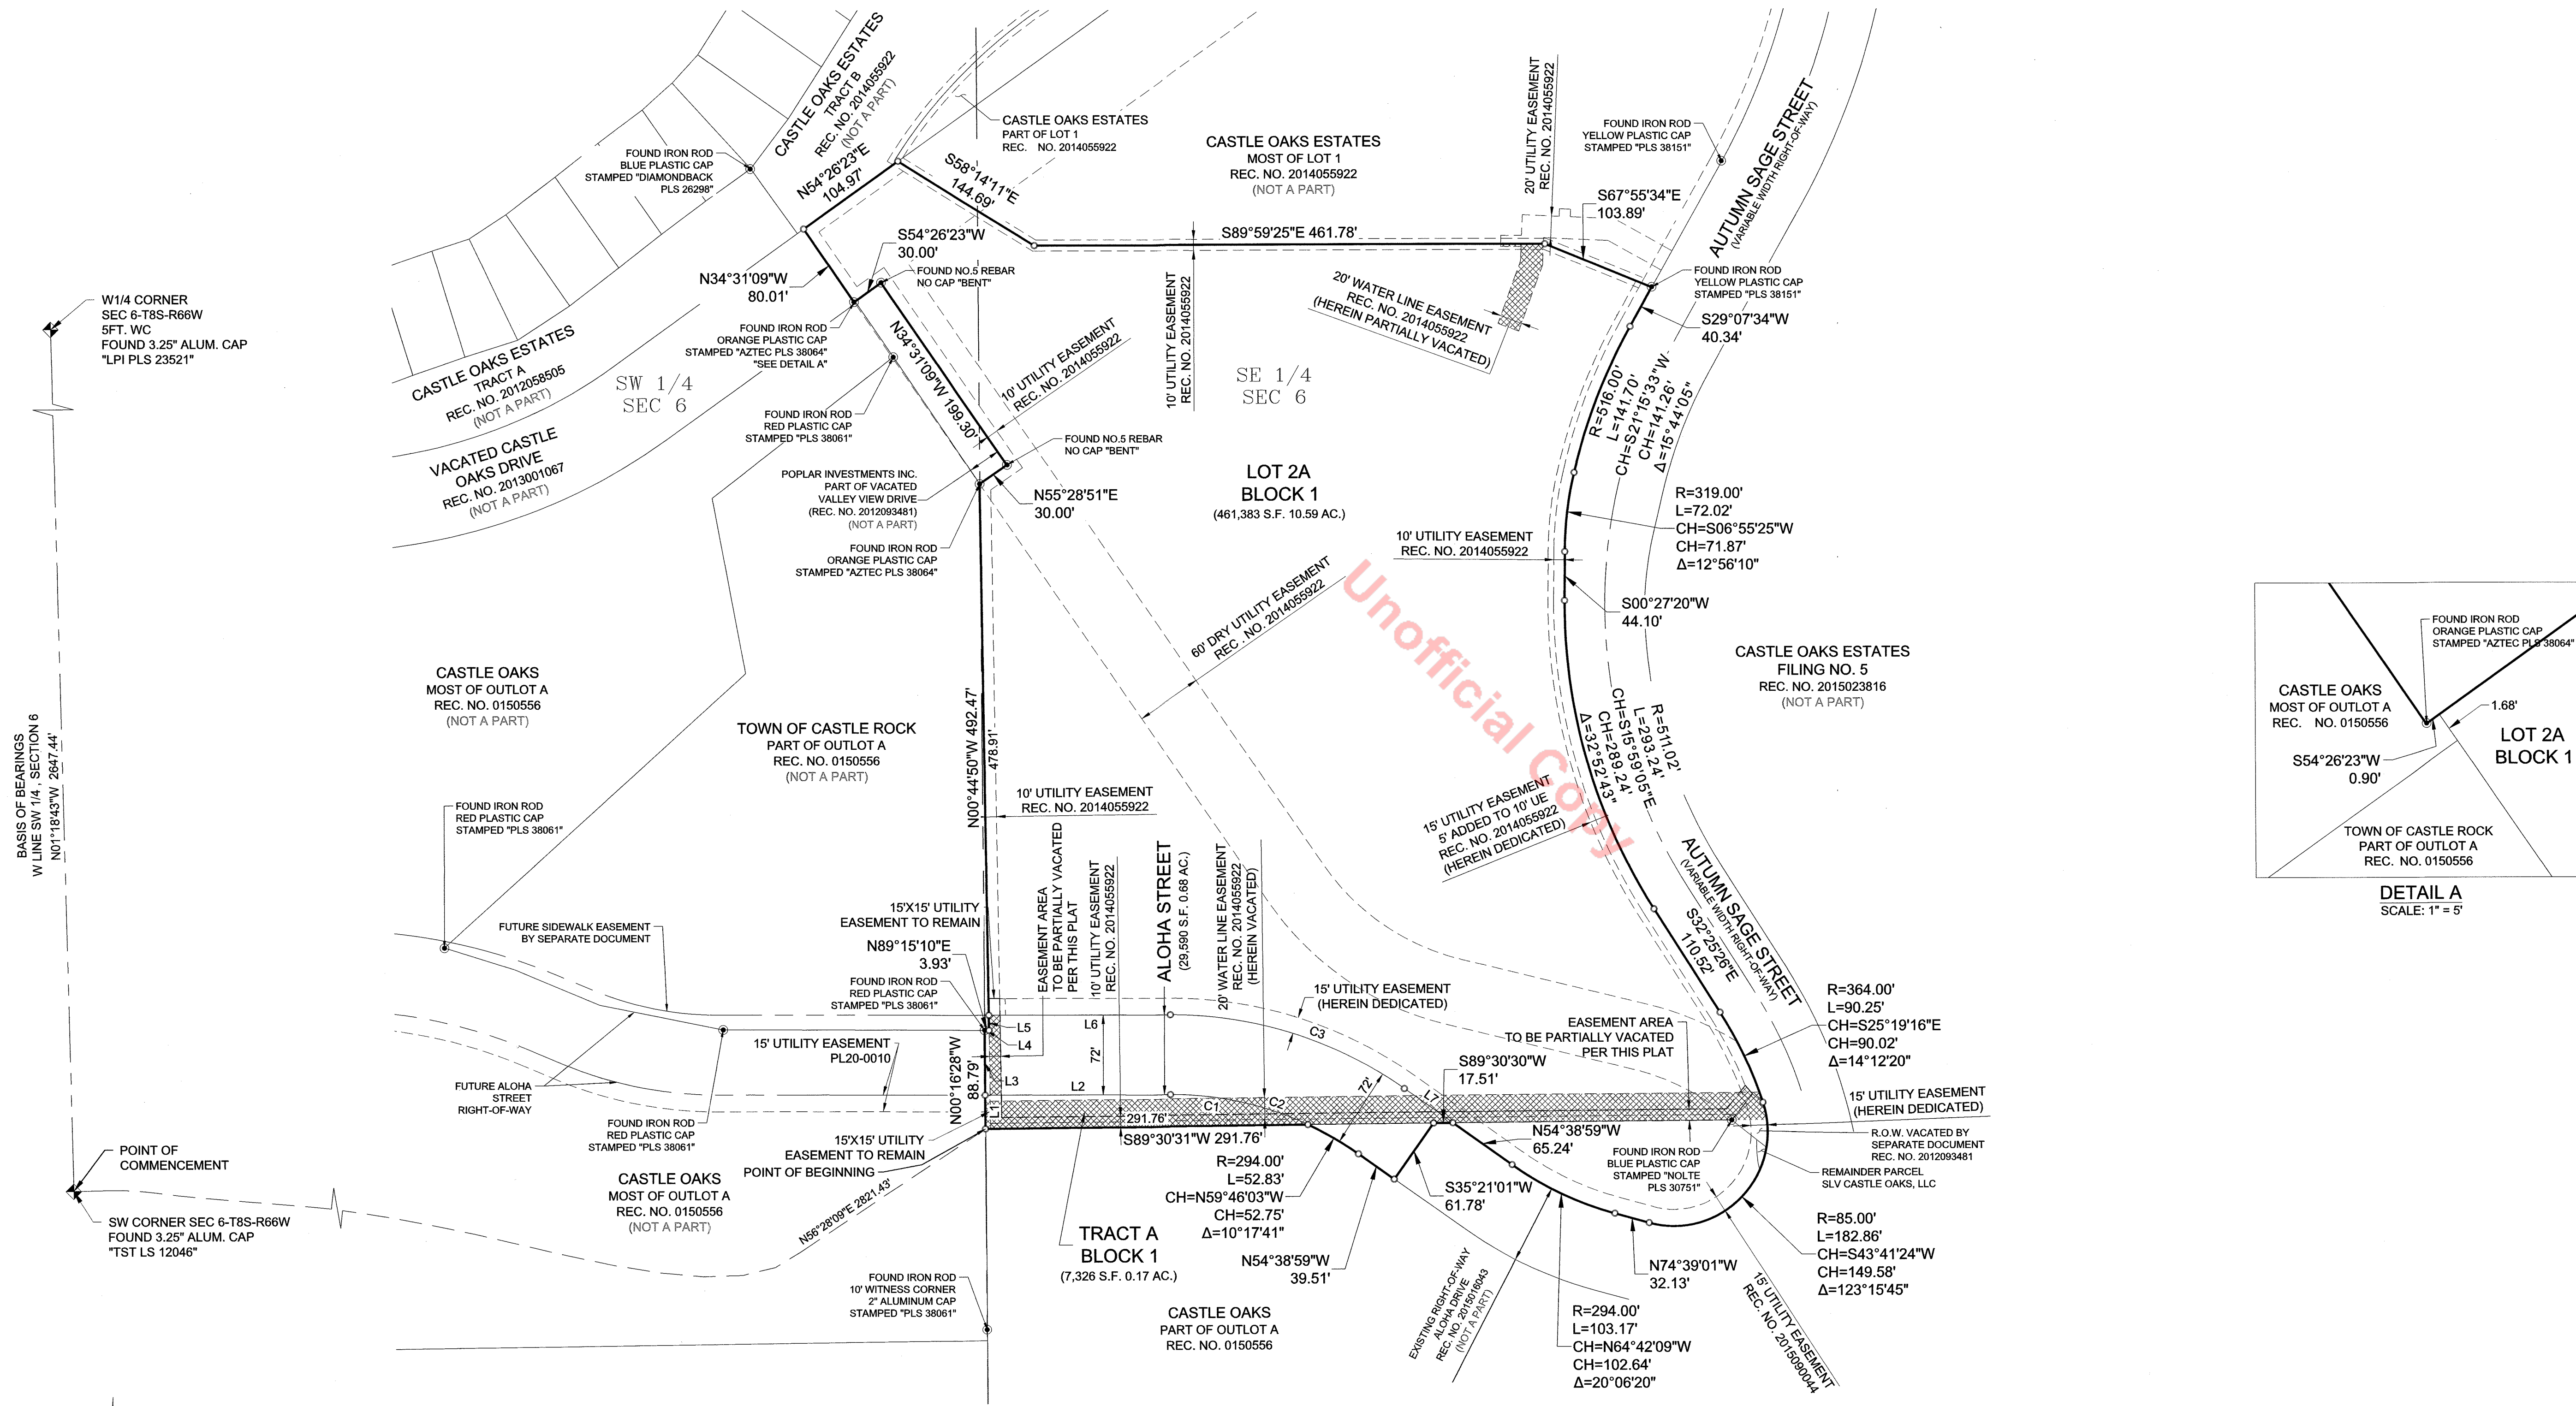 W1/4 CORNER
SEC 6-T8S-R66W
5FT. WC
FOUND 3.25" ALUM. CAP
"LPI PLS 23521"
BASIS OF BEARINGS
W LINE SW 1/4 , SECTION 6
N01°18'43"W 2647.44'
POINT OF
COMMENCEMENT
SW CORNER SEC 6-T8S-R66W
FOUND 3.25" ALUM. CAP
"TST LS 12046"
CASTLE OAKS ESTATES
TRACT B
REC. NO. 2014055922
(NOT A PART)
FOUND IRON ROD
BLUE PLASTIC CAP
STAMPED "DIAMONDBACK
PLS 26298"
N54°26'23"E
104.97'
S58°14'11"E
144.69'
CASTLE OAKS ESTATES
PART OF LOT 1
REC. NO. 2014055922
CASTLE OAKS ESTATES
MOST OF LOT 1
REC. NO. 2014055922
(NOT A PART)
20' UTILITY EASEMENT
REC. NO. 2014055922
FOUND IRON ROD
YELLOW PLASTIC CAP
STAMPED "PLS 38151"
AUTUMN SAGE STREET
(VARIABLE WIDTH RIGHT-OF-WAY)
S67°55'34"E
103.89'
S89°59'25"E 461.78'
S54°26'23"W
30.00'
FOUND NO.5 REBAR
NO CAP "BENT"
N34°31'09"W
80.01'
FOUND IRON ROD
ORANGE PLASTIC CAP
STAMPED "AZTEC PLS 38064"
"SEE DETAIL A"
N34°31'09"W 199.30'
10' UTILITY EASEMENT
REC. NO. 2014055922
10' UTILITY EASEMENT
REC. NO. 2014055922
20' WATER LINE EASEMENT
REC. NO. 2014055922
(HEREIN PARTIALLY VACATED)
FOUND IRON ROD
YELLOW PLASTIC CAP
STAMPED "PLS 38151"
S29°07'34"W
40.34'
CASTLE OAKS ESTATES
TRACT A
REC. NO. 2012058505
(NOT A PART)
VACATED CASTLE
OAKS DRIVE
REC. NO. 2013001067
(NOT A PART)
SW 1/4
SEC 6
SE 1/4
SEC 6
FOUND IRON ROD
RED PLASTIC CAP
STAMPED "PLS 38061"
FOUND NO.5 REBAR
NO CAP "BENT"
POPLAR INVESTMENTS INC.
PART OF VACATED
VALLEY VIEW DRIVE
(REC. NO. 2012093481)
(NOT A PART)
N55°28'51"E
30.00'
FOUND IRON ROD
ORANGE PLASTIC CAP
STAMPED "AZTEC PLS 38064"
LOT 2A
BLOCK 1
(461,383 S.F. 10.59 AC.)
R=516.00'
L=141.70'
CH=S21°15'33"W
CH=141.26'
Δ=15°44'05"
R=319.00'
L=72.02'
CH=S06°55'25"W
CH=71.87'
Δ=12°56'10"
10' UTILITY EASEMENT
REC. NO. 2014055922
S00°27'20"W
44.10'
60' DRY UTILITY EASEMENT
REC . NO. 2014055922
Unofficial Copy
CASTLE OAKS ESTATES
FILING NO. 5
REC. NO. 2015023816
(NOT A PART)
CASTLE OAKS
MOST OF OUTLOT A
REC. NO. 0150556
(NOT A PART)
TOWN OF CASTLE ROCK
PART OF OUTLOT A
REC. NO. 0150556
(NOT A PART)
N00°44'50"W 492.47'
478.91'
R=511.02'
L=293.24'
CH=S15°59'05"E
CH=289.24'
Δ=32°52'43"
10' UTILITY EASEMENT
REC. NO. 2014055922
15' UTILITY EASEMENT
5' ADDED TO 10' UE
REC. NO. 2014055922
(HEREIN DEDICATED)
AUTUMN SAGE STREET
(VARIABLE WIDTH RIGHT-OF-WAY)
S32°25'26"E
110.52'
FOUND IRON ROD
RED PLASTIC CAP
STAMPED "PLS 38061"
FUTURE SIDEWALK EASEMENT
BY SEPARATE DOCUMENT
15'X15' UTILITY
EASEMENT TO REMAIN
N89°15'10"E
3.93'
FOUND IRON ROD
RED PLASTIC CAP
STAMPED "PLS 38061"
EASEMENT AREA
TO BE PARTIALLY VACATED
PER THIS PLAT
10' UTILITY EASEMENT
REC. NO. 2014055922
ALOHA STREET
(29,590 S.F. 0.68 AC.)
20' WATER LINE EASEMENT
REC. NO. 2014055922
(HEREIN VACATED)
15' UTILITY EASEMENT
(HEREIN DEDICATED)
EASEMENT AREA
TO BE PARTIALLY VACATED
PER THIS PLAT
R=364.00'
L=90.25'
CH=S25°19'16"E
CH=90.02'
Δ=14°12'20"
L5
L4
L3
L1
L6
L2
72'
C3
C1
C2
72'
L7
S89°30'30"W
17.51'
15' UTILITY EASEMENT
PL20-0010
N00°16'28"W
88.79'
FUTURE ALOHA
STREET
RIGHT-OF-WAY
FOUND IRON ROD
RED PLASTIC CAP
STAMPED "PLS 38061"
15'X15' UTILITY
EASEMENT TO REMAIN
POINT OF BEGINNING
291.76'
S89°30'31"W 291.76'
N54°38'59"W
65.24'
FOUND IRON ROD
BLUE PLASTIC CAP
STAMPED "NOLTE
PLS 30751"
15' UTILITY EASEMENT
(HEREIN DEDICATED)
R.O.W. VACATED BY
SEPARATE DOCUMENT
REC. NO. 2012093481
REMAINDER PARCEL
SLV CASTLE OAKS, LLC
CASTLE OAKS
MOST OF OUTLOT A
REC. NO. 0150556
(NOT A PART)
N56°28'09"E 2821.43'
FOUND IRON ROD
10' WITNESS CORNER
2" ALUMINUM CAP
STAMPED "PLS 38061"
TRACT A
BLOCK 1
(7,326 S.F. 0.17 AC.)
R=294.00'
L=52.83'
CH=N59°46'03"W
CH=52.75'
Δ=10°17'41"
N54°38'59"W
39.51'
S35°21'01"W
61.78'
CASTLE OAKS
PART OF OUTLOT A
REC. NO. 0150556
EXISTING RIGHT-OF-WAY
ALOHA DRIVE
REC. NO. 2015016043
(NOT A PART)
R=294.00'
L=103.17'
CH=N64°42'09"W
CH=102.64'
Δ=20°06'20"
N74°39'01"W
32.13'
R=85.00'
L=182.86'
CH=S43°41'24"W
CH=149.58'
Δ=123°15'45"
15' UTILITY EASEMENT
REC. NO. 2015090044
FOUND IRON ROD
ORANGE PLASTIC CAP
STAMPED "AZTEC PLS 38064"
CASTLE OAKS
MOST OF OUTLOT A
REC. NO. 0150556
1.68'
LOT 2A
BLOCK 1
S54°26'23"W
0.90'
TOWN OF CASTLE ROCK
PART OF OUTLOT A
REC. NO. 0150556
DETAIL A
SCALE: 1" = 5'